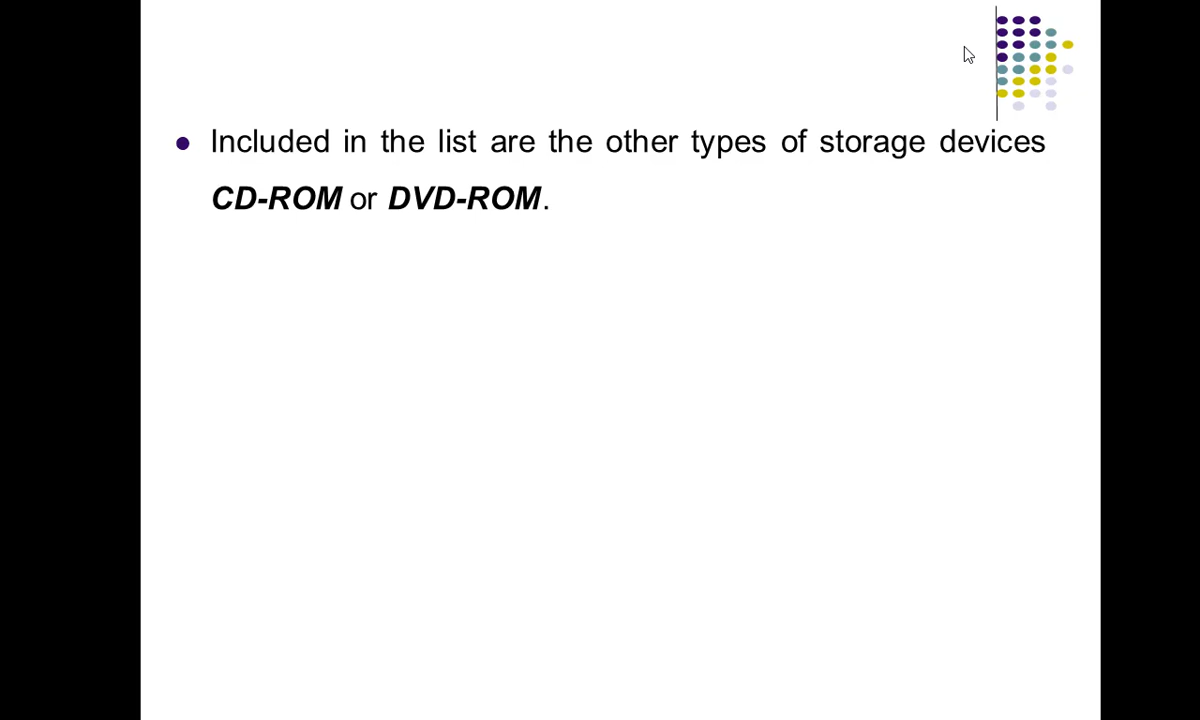 Included in the list are the other types of storage devices
CD-ROM or DVD-ROM.